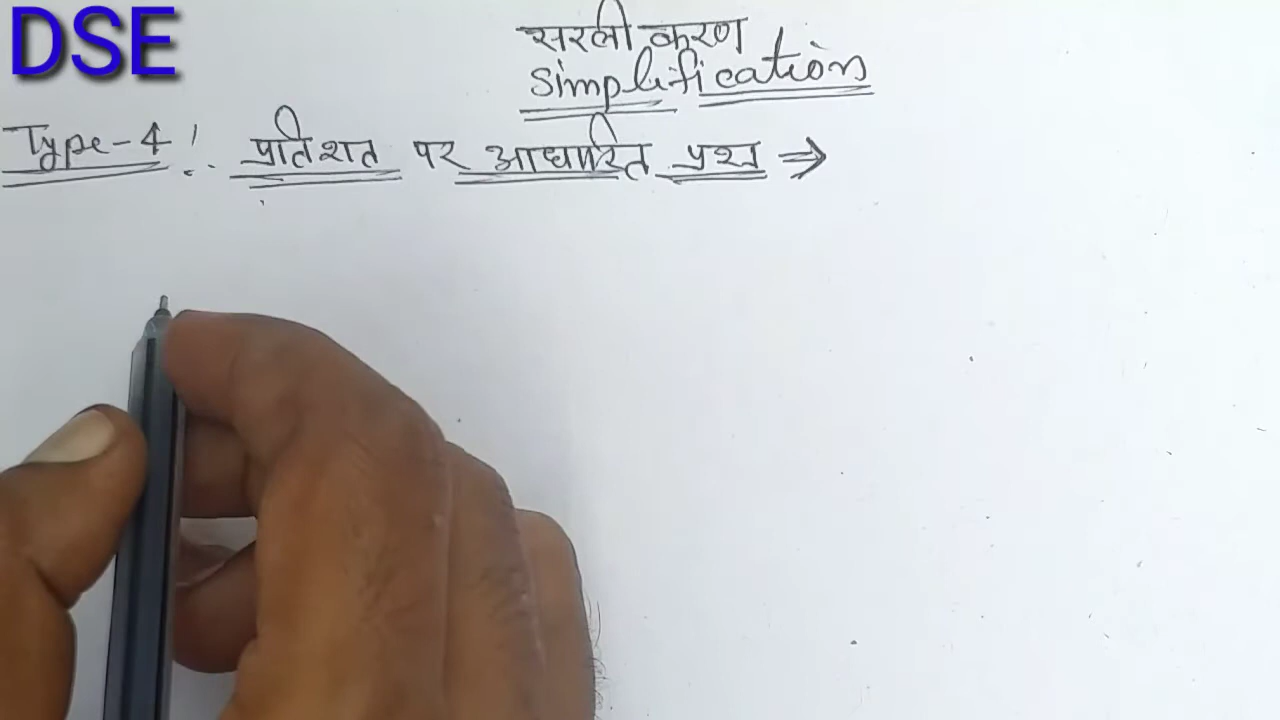 DSE
सरलीकरण
Simplification
Type-4 :. प्रतिशत पर आधारित प्रश्न ⇒